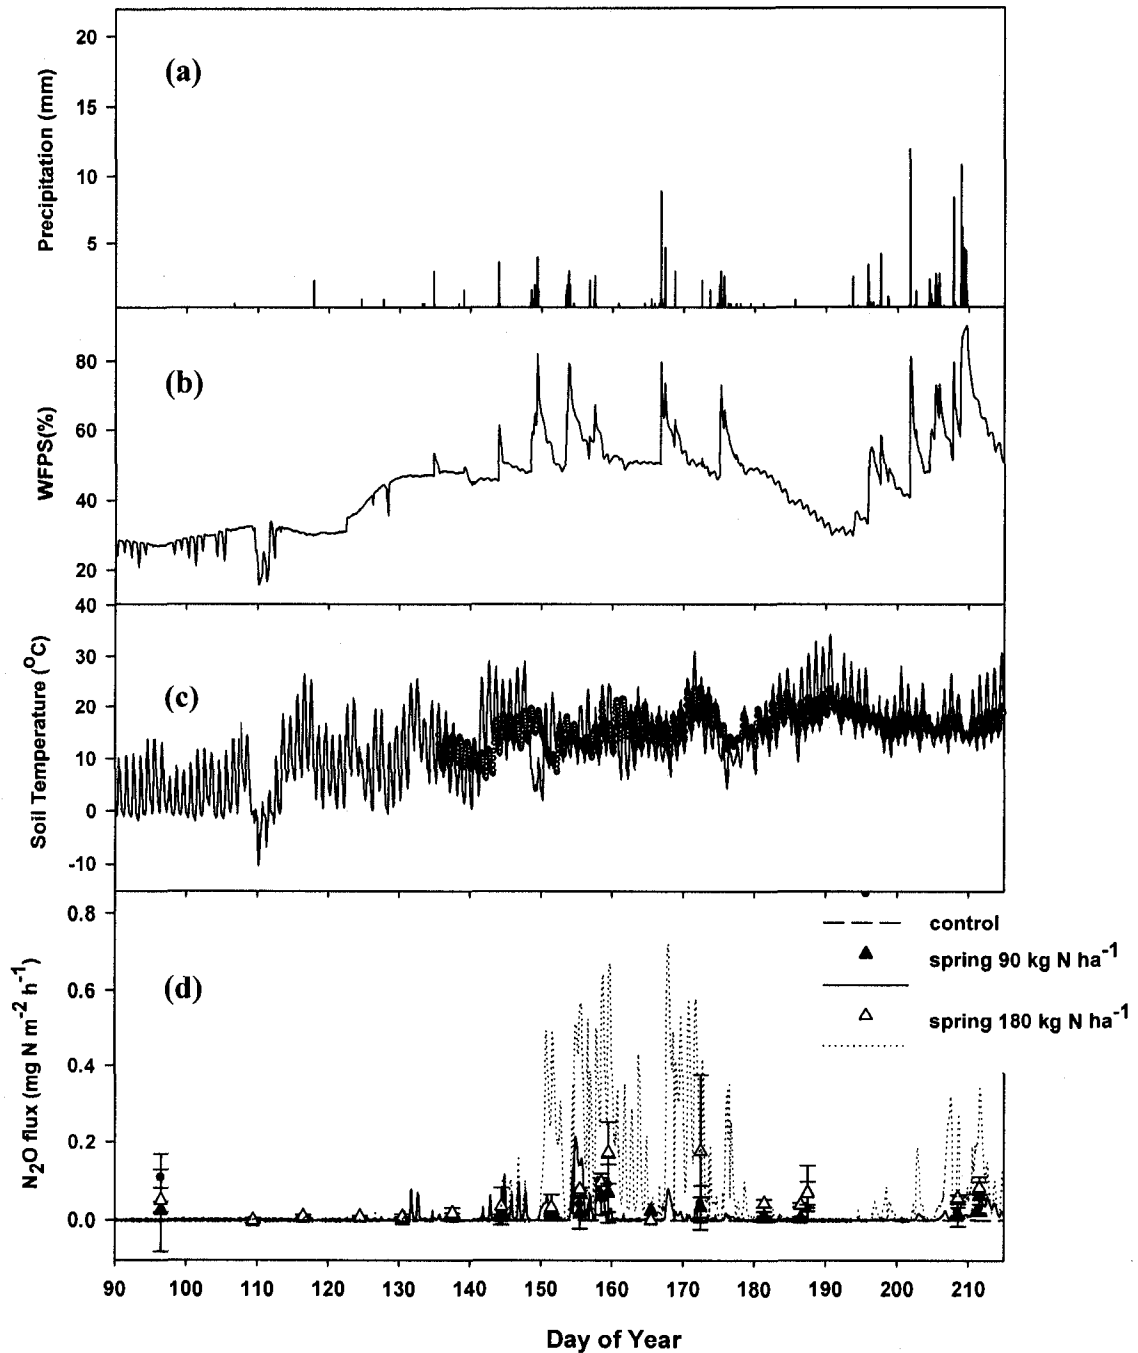 (a)
Precipitation (mm)
20
15
10
5
(b)
WFPS(%)
80
60
40
20
(c)
Soil Temperature (°C)
40
30
20
10
0
-10
(d)
N2O flux (mg N m-2 h-1)
0.8
0.6
0.4
0.2
0.0
control
spring 90 kg N ha-1
spring 180 kg N ha-1
90 100 110 120 130 140 150 160 170 180 190 200 210
Day of Year